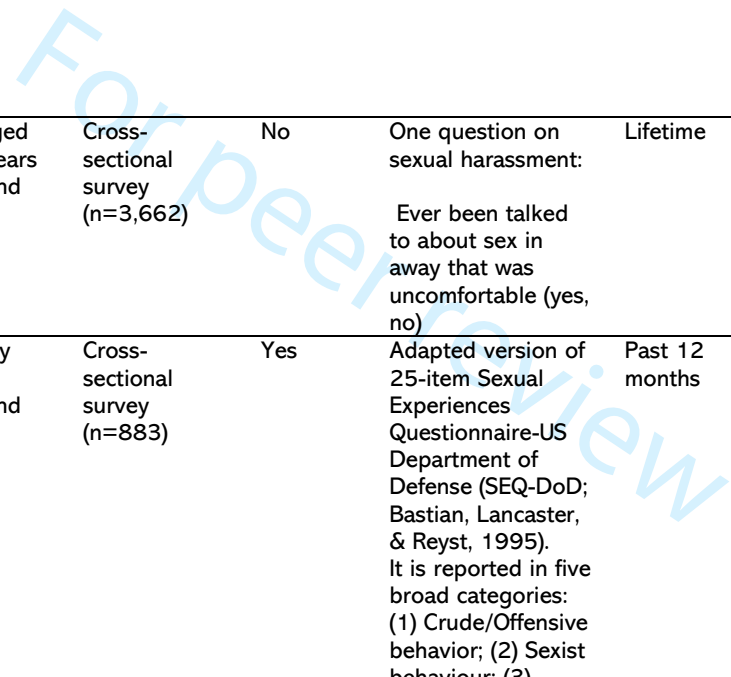 For peer review
ged
ears
nd
Cross-
sectional
survey
(n=3,662)
No
One question on
sexual harassment:
Ever been talked
to about sex in
away that was
uncomfortable (yes,
no)
Lifetime
y
nd
Cross-
sectional
survey
(n=883)
Yes
Adapted version of
25-item Sexual
Experiences
Questionnaire-US
Department of
Defense (SEQ-DoD;
Bastian, Lancaster,
& Reyst, 1995).
It is reported in five
broad categories:
(1) Crude/Offensive
behavior; (2) Sexist
behaviour; (3)
Past 12
months